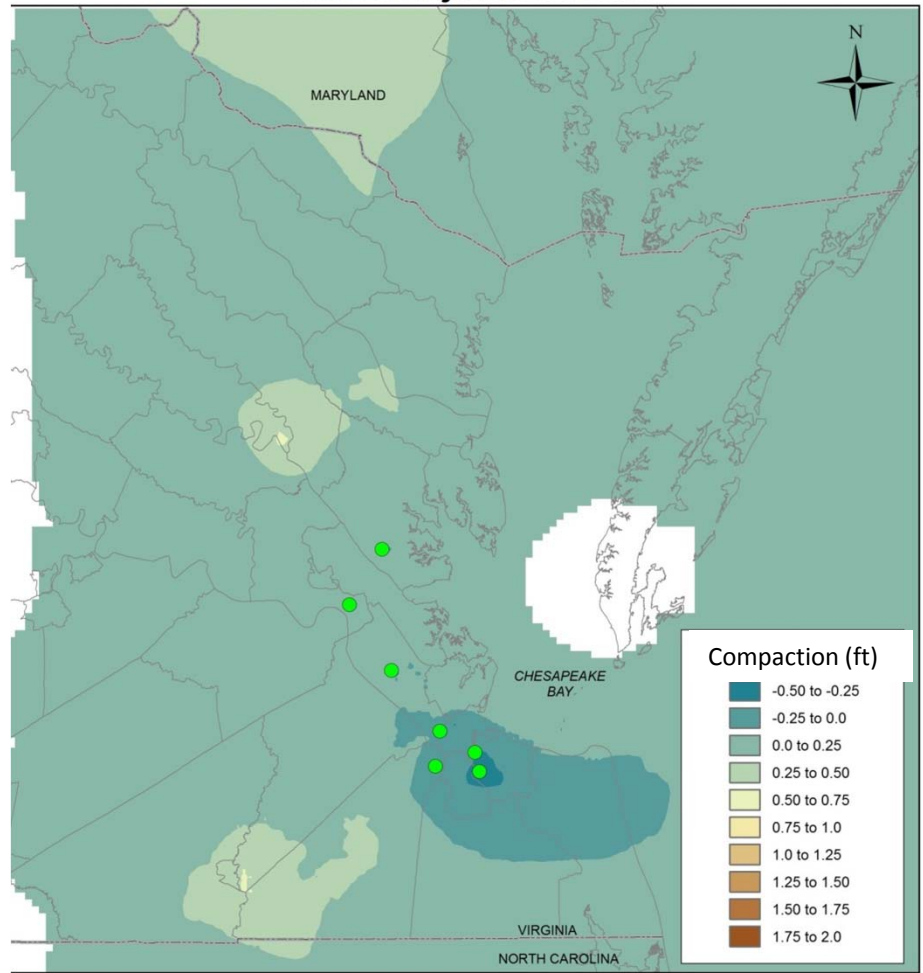 N
MARYLAND
CHESAPEAKE
BAY
Compaction (ft)
-0.50 to -0.25
-0.25 to 0.0
0.0 to 0.25
0.25 to 0.50
0.50 to 0.75
0.75 to 1.0
1.0 to 1.25
1.25 to 1.50
1.50 to 1.75
1.75 to 2.0
VIRGINIA
NORTH CAROLINA